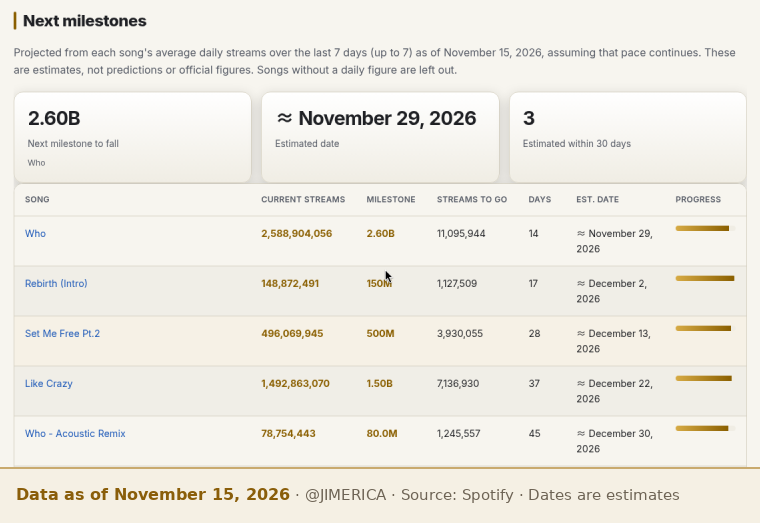 Next milestones
Projected from each song's average daily streams over the last 7 days (up to 7) as of November 15, 2026, assuming that pace continues. These
are estimates, not predictions or official figures. Songs without a daily figure are left out.
2.60B
Next milestone to fall
Who
≈ November 29, 2026
Estimated date
3
Estimated within 30 days
SONG CURRENT STREAMS MILESTONE STREAMS TO GO DAYS EST. DATE PROGRESS
Who 2,588,904,056 2.60B 11,095,944 14 ≈ November 29,
2026
Rebirth (Intro) 148,872,491 150M 1,127,509 17 ≈ December 2,
2026
Set Me Free Pt.2 496,069,945 500M 3,930,055 28 ≈ December 13,
2026
Like Crazy 1,492,863,070 1.50B 7,136,930 37 ≈ December 22,
2026
Who - Acoustic Remix 78,754,443 80.0M 1,245,557 45 ≈ December 30,
2026
Data as of November 15, 2026 · @JIMERICA · Source: Spotify · Dates are estimates